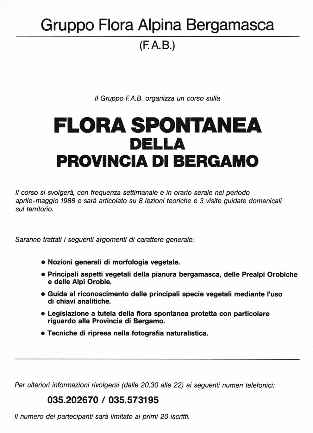 Gruppo Flora Alpina Bergamasca
(F.A.B.)
Il Gruppo F.A.B. organizza un corso sulla
FLORA SPONTANEA
DELLA
PROVINCIA DI BERGAMO
Il corso si svolgerà, con frequenza settimanale e in orario serale nel periodo
aprile-maggio 1988 e sarà articolato su 8 lezioni teoriche e 3 visite guidate domenicali
sul territorio.
Saranno trattati i seguenti argomenti di carattere generale:
● Nozioni generali di morfologia vegetale.
● Principali aspetti vegetali della pianura bergamasca, delle Prealpi Orobiche
e delle Alpi Orobie.
● Guida al riconoscimento delle principali specie vegetali mediante l'uso
di chiavi analitiche.
● Legislazione a tutela della flora spontanea protetta con particolare
riguardo alla Provincia di Bergamo.
● Tecniche di ripresa nella fotografia naturalistica.
Per ulteriori informazioni rivolgersi (dalle 20,30 alle 22) ai seguenti numeri telefonici:
035.202670 / 035.573195
Il numero dei partecipanti sarà limitato ai primi 20 iscritti.